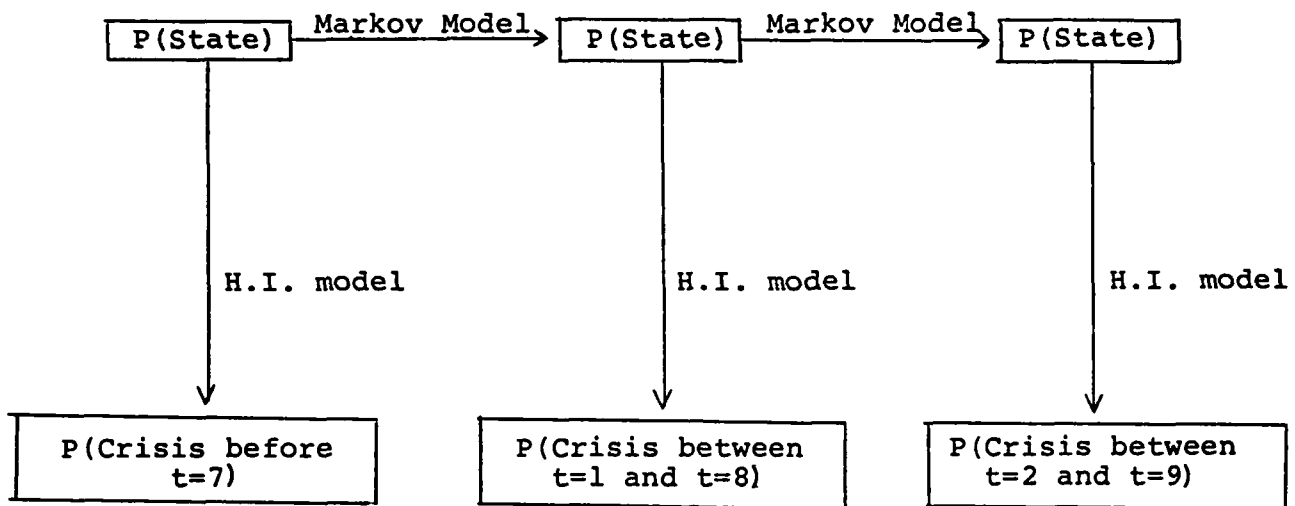 P(State) Markov Model P(State) Markov Model P(State)
H.I. model H.I. model H.I. model
P(Crisis before
t=7)
P(Crisis between
t=1 and t=8)
P(Crisis between
t=2 and t=9)